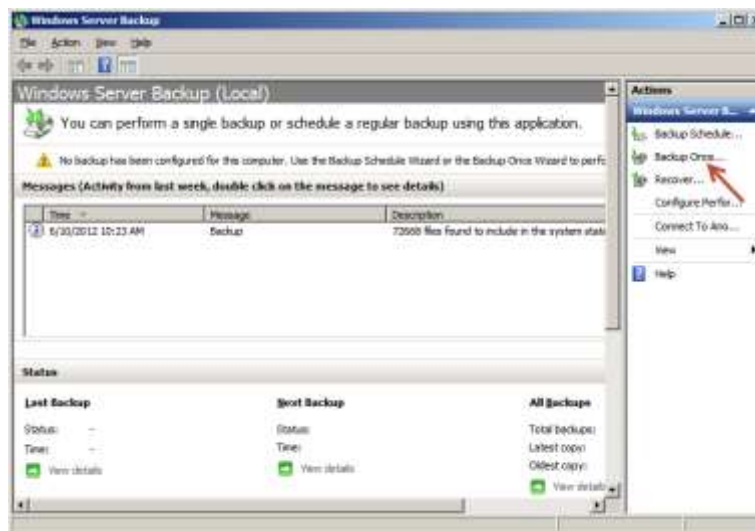 Windows Server Backup
File Action View Help
Windows Server Backup (Local)
You can perform a single backup or schedule a regular backup using this application.
No backup has been configured for this computer. Use the Backup Schedule Wizard or the Backup Once Wizard to perfo
Messages (Activity from last week, double click on the message to see details)
Time Message Description
6/10/2012 10:23 AM Backup files found to include in the system state
Status
Last Backup
Status: -
Time: -
View details
Next Backup
Status:
Time:
View details
All Backups
Total backups:
Latest copy:
Oldest copy:
View details
Actions
Windows Server B...
Backup Schedule...
Backup Once...
Recover...
Configure Perfor...
Connect To Ano...
View
Help